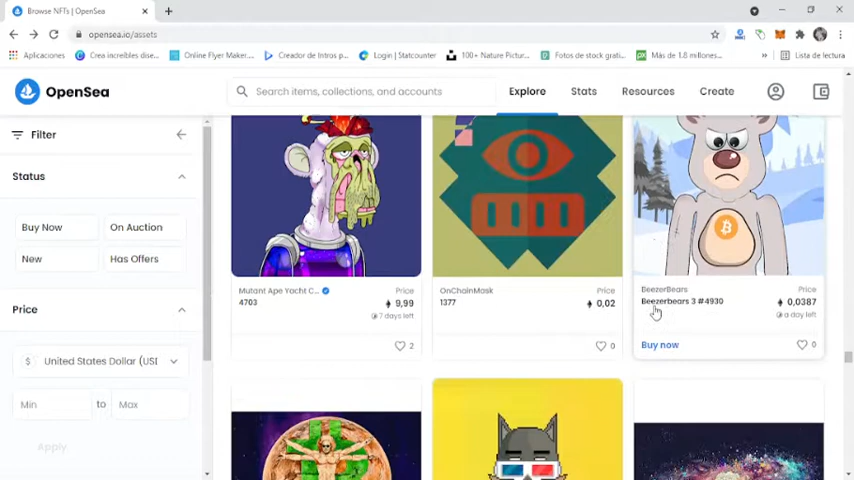 Browse NFTs | OpenSea
opensea.io/assets
Aplicaciones
Crea increíbles dise...
Online Flyer Maker....
Creador de Intros p...
Login | Statcounter
100+ Nature Pictur...
Fotos de stock grati...
Más de 1.8 millones...
Lista de lectura
OpenSea
Search items, collections, and accounts
Explore
Stats
Resources
Create
Filter
Status
Buy Now
On Auction
New
Has Offers
Price
$ United States Dollar (USI
Min
to
Max
Apply
Mutant Ape Yacht C...
Price
4703
9,99
7 days left
2
OnChainMask
Price
1377
0,02
0
BeezerBears
Price
Beezerbears 3 #4930
0,0387
a day left
Buy now
0